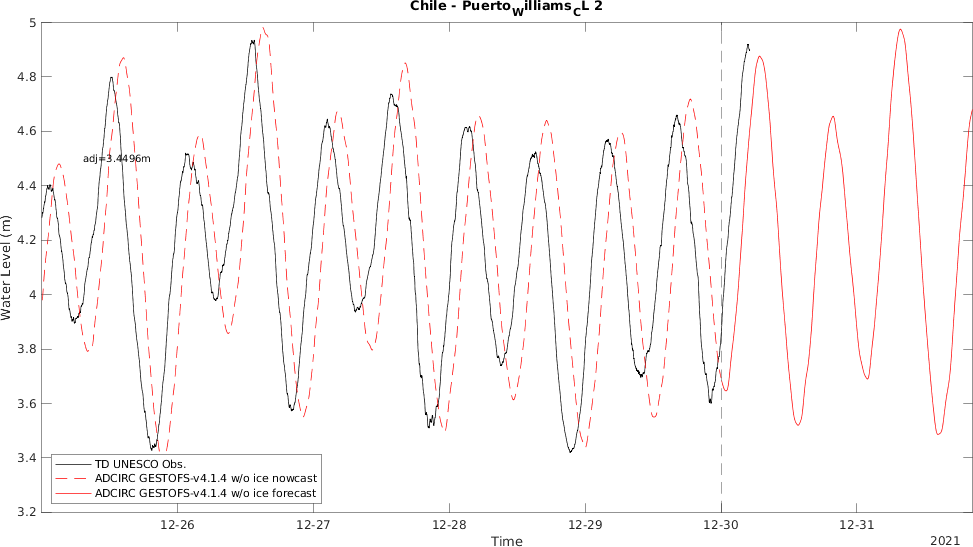 Chile - Puerto_Williams_CL 2
5
4.8
4.6
adj=3.4496m
4.4
4.2
4
3.8
3.6
3.4
3.2
Water Level (m)
TD UNESCO Obs.
ADCIRC GESTOFS-v4.1.4 w/o ice nowcast
ADCIRC GESTOFS-v4.1.4 w/o ice forecast
12-26 12-27 12-28 12-29 12-30 12-31
Time
2021